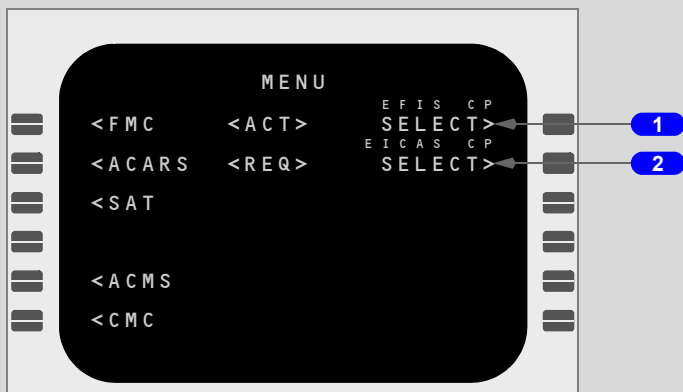 MENU
EFIS CP
<FMC <ACT> SELECT> 1
EICAS CP
<ACARS <REQ> SELECT> 2
<SAT
<ACMS
<CMC